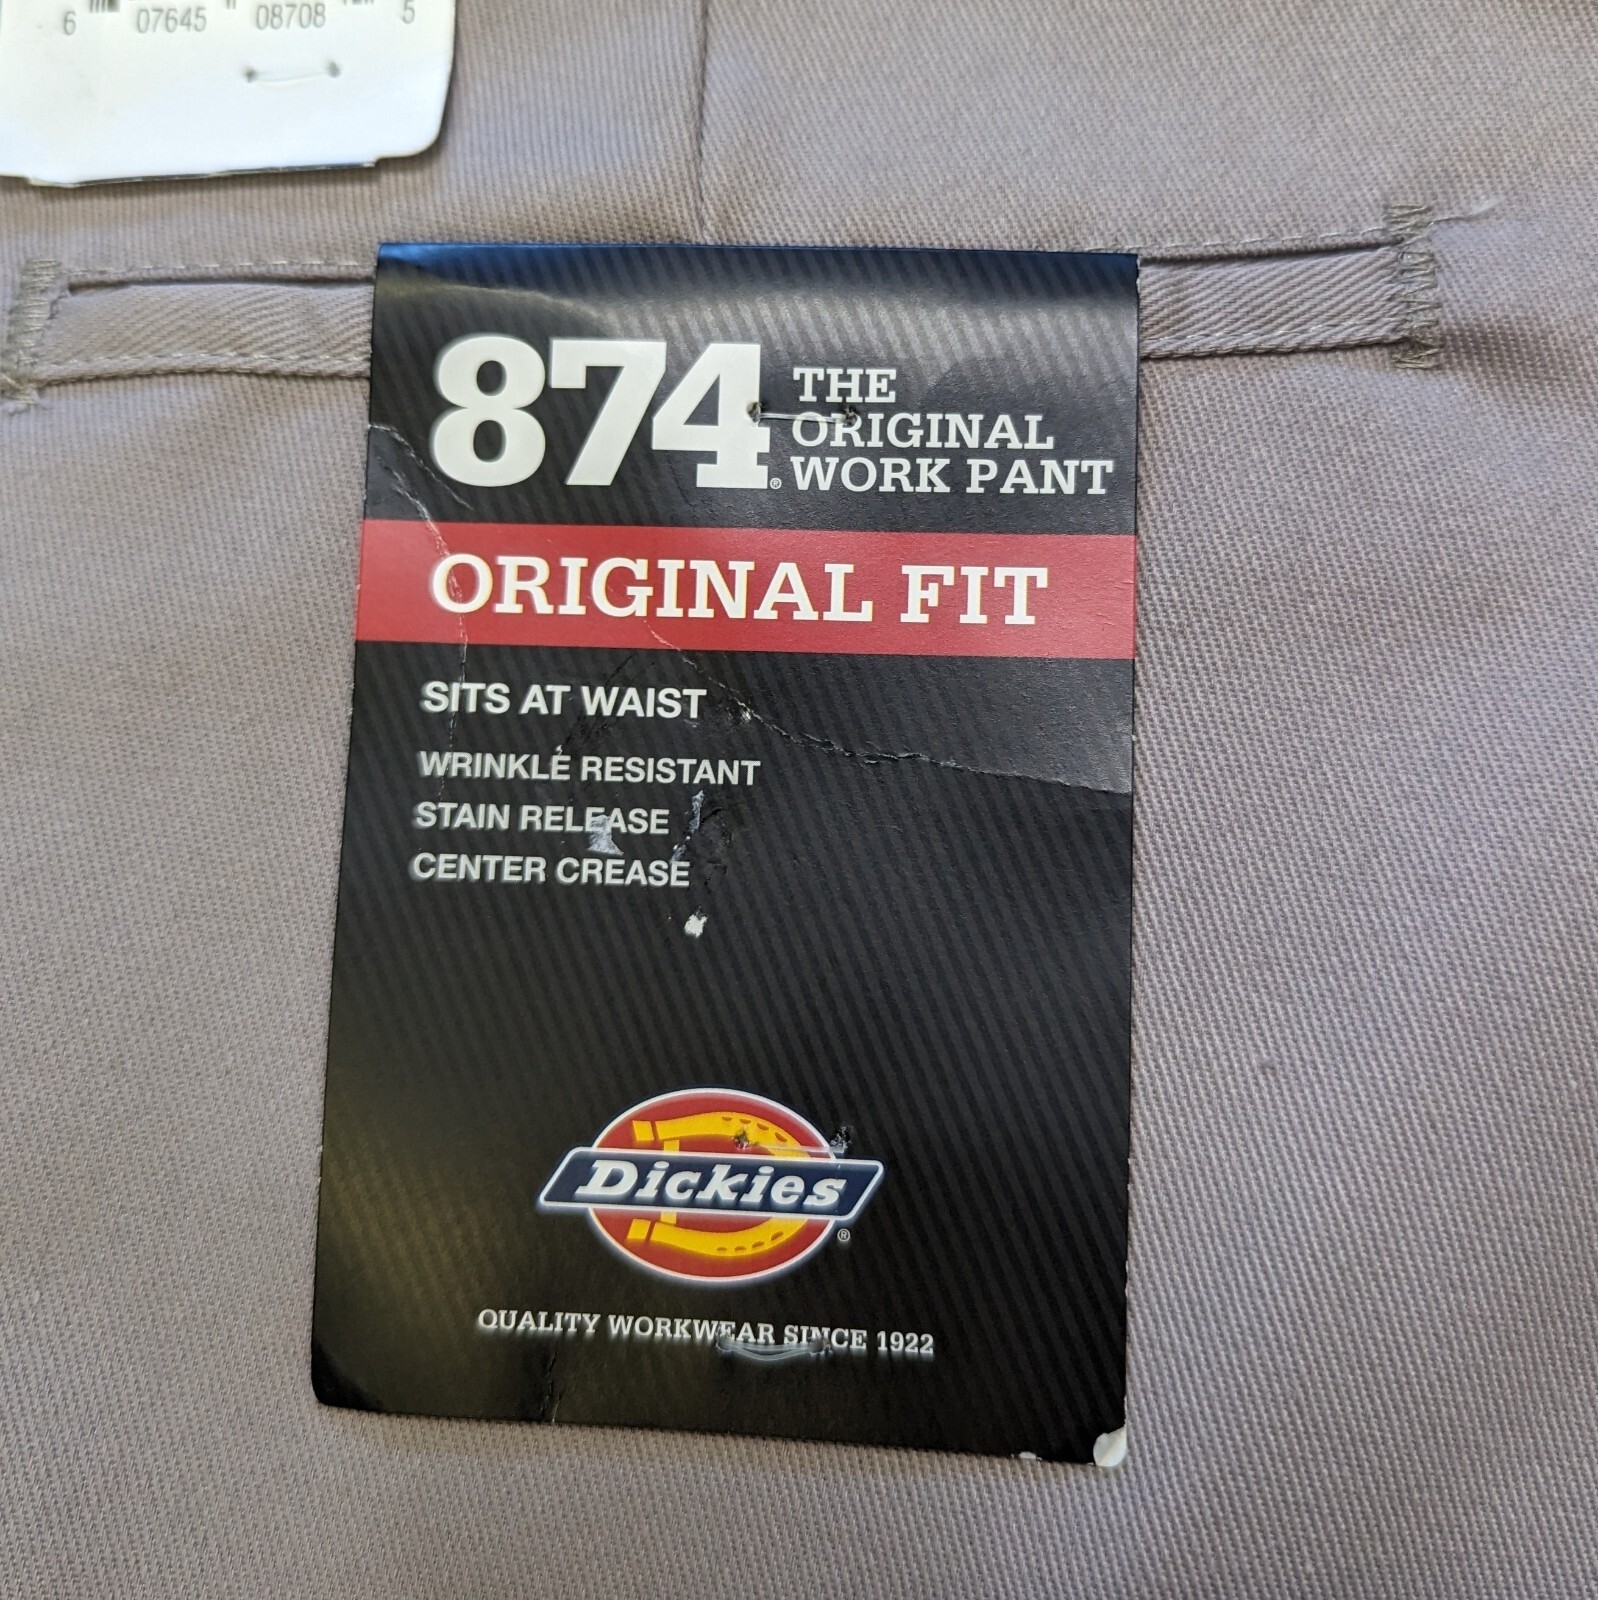 6 07645 08708 5
874®
THE
ORIGINAL
WORK PANT
ORIGINAL FIT
SITS AT WAIST
WRINKLE RESISTANT
STAIN RELEASE
CENTER CREASE
Dickies®
QUALITY WORKWEAR SINCE 1922